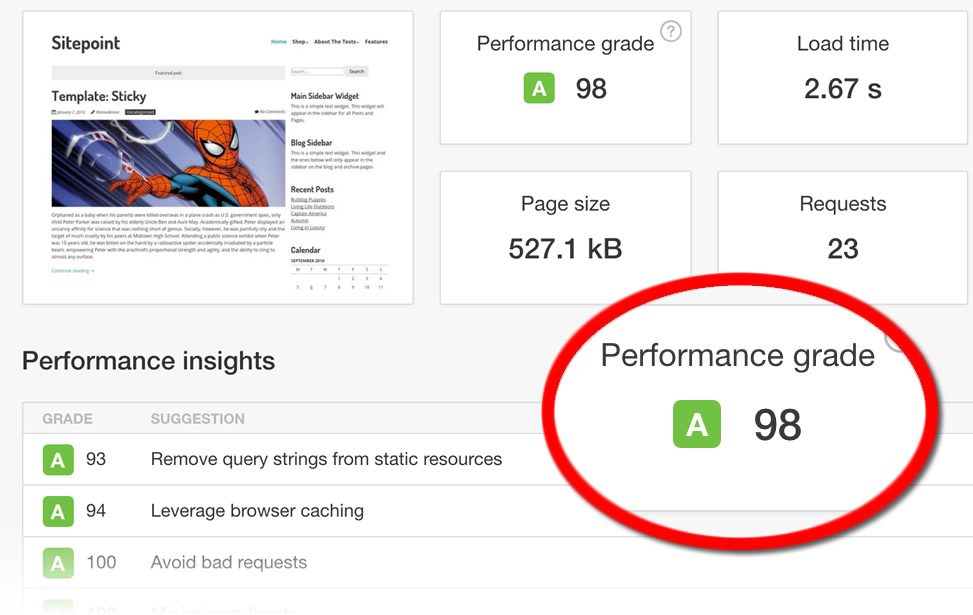 Sitepoint
Home Shop About The Tests Features
Featured post
Search... Search
Template: Sticky
January 7, 2012 themedemos Uncategorized No Comments
Orphaned as a baby when his parents were killed overseas in a plane crash as U.S. government spies, only
child Peter Parker was raised by his elderly Uncle Ben and Aunt May. Academically gifted, Peter displayed an
uncanny affinity for science that was nothing short of genius. Socially, however, he was painfully shy and the
target of much cruelty by his peers at Midtown High School. Attending a public science exhibit when Peter
was 15-years old, he was bitten on the hand by a radioactive spider accidentally irradiated by a particle
beam, empowering Peter with the arachnid's proportional strength and agility, and the ability to cling to
almost any surface.
Continue reading →
Main Sidebar Widget
This is a simple text widget. This widget will
appear in the sidebar for all Posts and
Pages.
Blog Sidebar
This is a simple text widget. This widget and
the ones below will only appear in the
sidebar on the blog and archive pages
Recent Posts
Building Puppies
Living Life Outdoors
Captain America
Autumn
Living in Luxury
Calendar
SEPTEMBER 2016
M T W T F S S
1 2 3 4
5 6 7 8 9 10 11
Performance grade ?
A 98
Load time
2.67 s
Page size
527.1 kB
Requests
23
Performance insights
Performance grade
A 98
GRADE SUGGESTION
A 93 Remove query strings from static resources
A 94 Leverage browser caching
A 100 Avoid bad requests
A 100 Minimize redirects